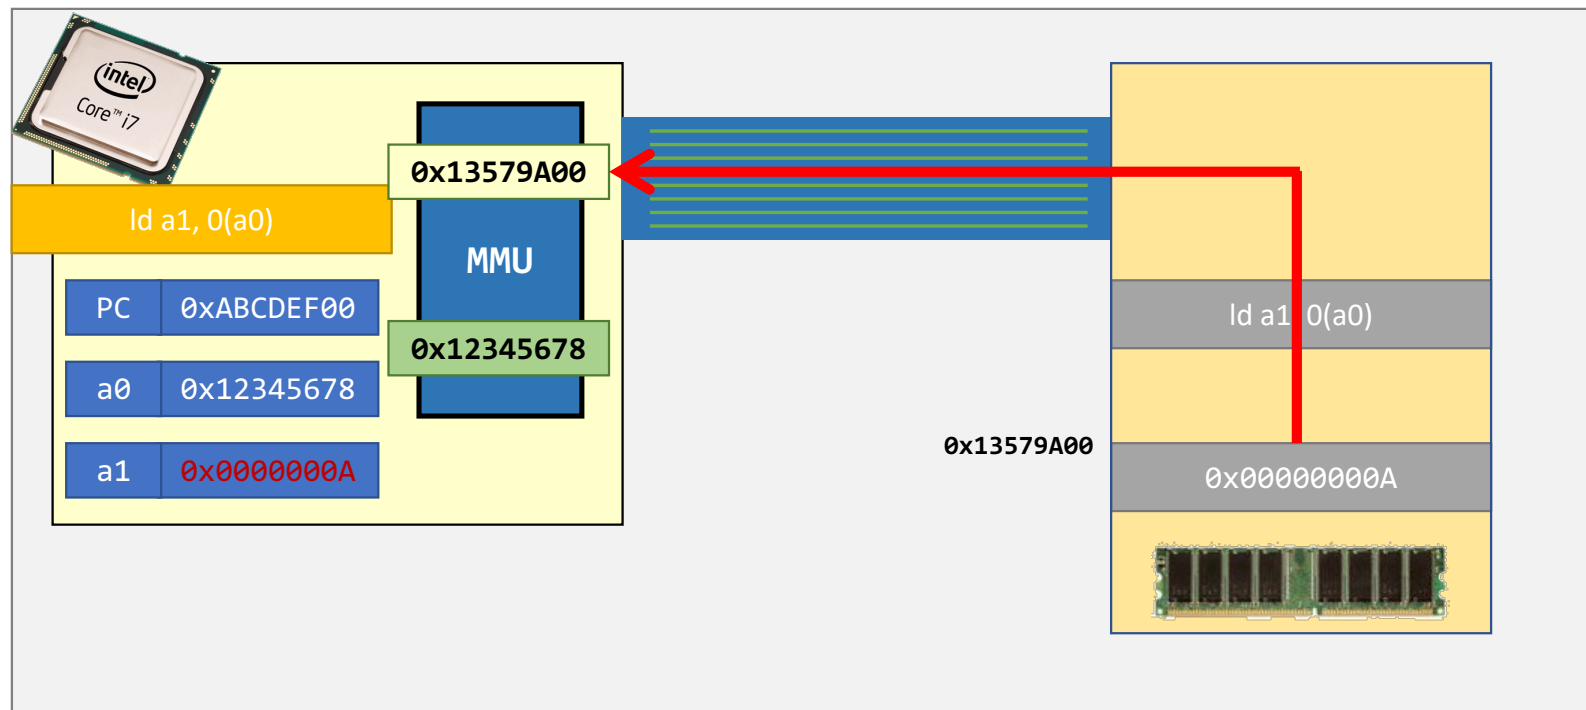 intel
Core™ i7
0x13579A00
ld a1, 0(a0)
MMU
PC 0xABCDEF00
0x12345678
a0 0x12345678
a1 0x0000000A
ld a1, 0(a0)
0x13579A00
0x00000000A